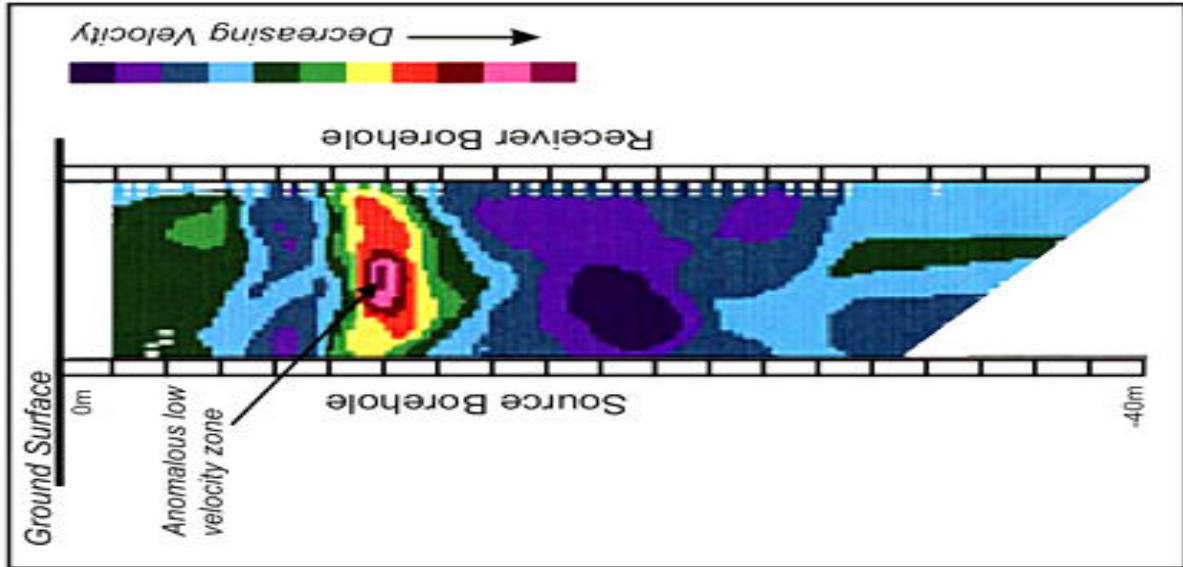 Decreasing Velocity
Receiver Borehole
Source Borehole
Ground Surface
0m
-40m
Anomalous low
velocity zone